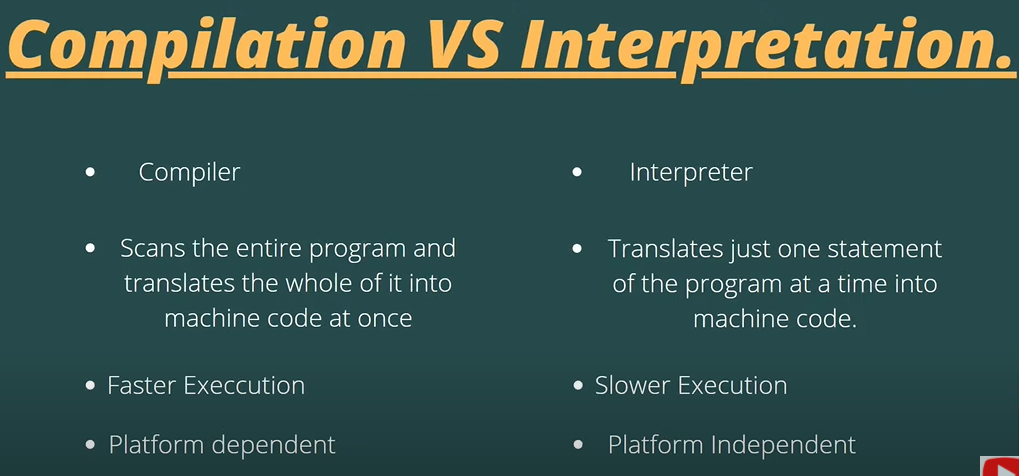 Compilation VS Interpretation.
• Compiler
• Scans the entire program and
translates the whole of it into
machine code at once
• Faster Execcution
• Platform dependent
• Interpreter
• Translates just one statement
of the program at a time into
machine code.
• Slower Execution
• Platform Independent